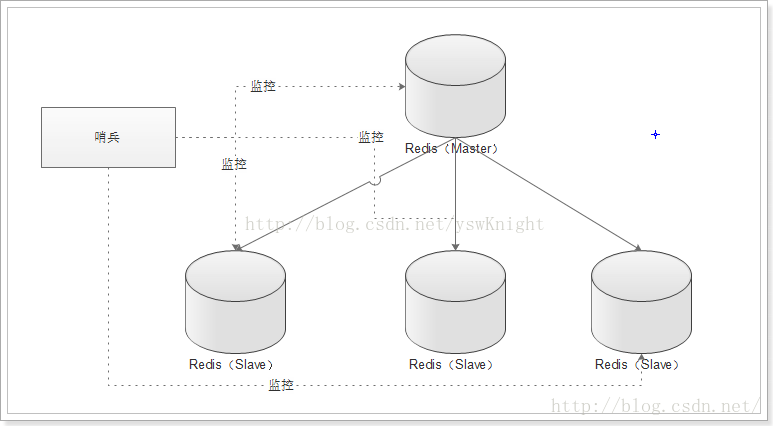 监控
哨兵
监控
Redis（Master）
监控
http://blog.csdn.net/yswKnight
Redis（Slave）
Redis（Slave）
Redis（Slave）
监控
http://blog.csdn.net/